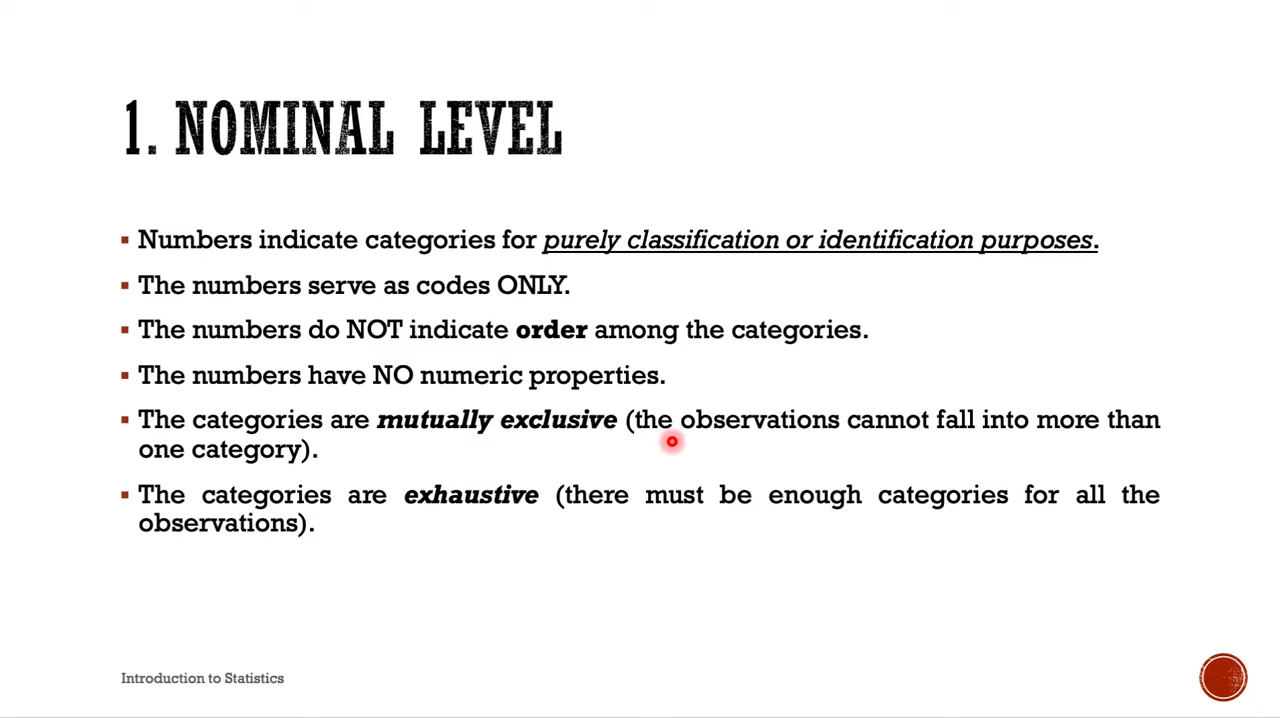 1. NOMINAL LEVEL
▪ Numbers indicate categories for purely classification or identification purposes.
▪ The numbers serve as codes ONLY.
▪ The numbers do NOT indicate order among the categories.
▪ The numbers have NO numeric properties.
▪ The categories are mutually exclusive (the observations cannot fall into more than
one category).
▪ The categories are exhaustive (there must be enough categories for all the
observations).
Introduction to Statistics